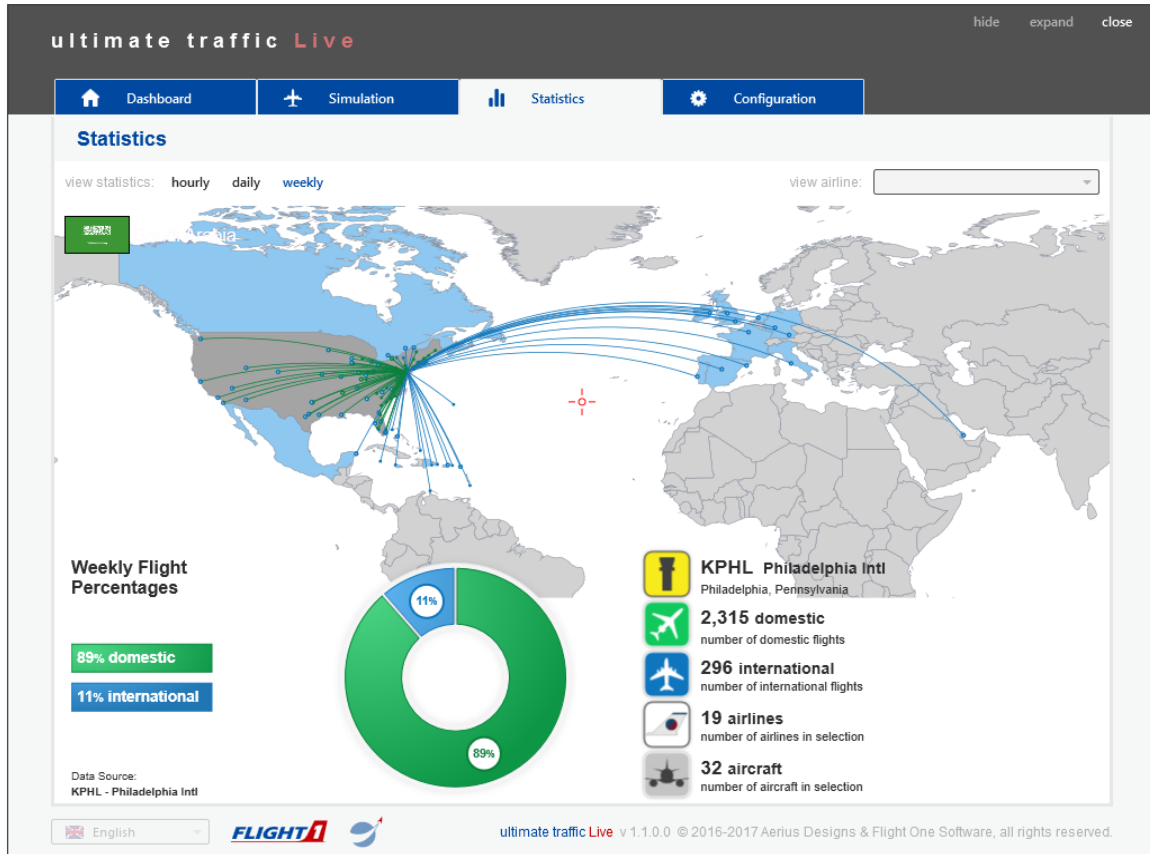 hide expand close
ultimate traffic Live
Dashboard Simulation Statistics Configuration
Statistics
view statistics: hourly daily weekly view airline:
Weekly Flight
Percentages
89% domestic
11% international
11%
89%
Data Source:
KPHL - Philadelphia Intl
KPHL Philadelphia Intl
Philadelphia, Pennsylvania
2,315 domestic
number of domestic flights
296 international
number of international flights
19 airlines
number of airlines in selection
32 aircraft
number of aircraft in selection
English FLIGHT1 ultimate traffic Live v 1.1.0.0 © 2016-2017 Aerius Designs & Flight One Software, all rights reserved.